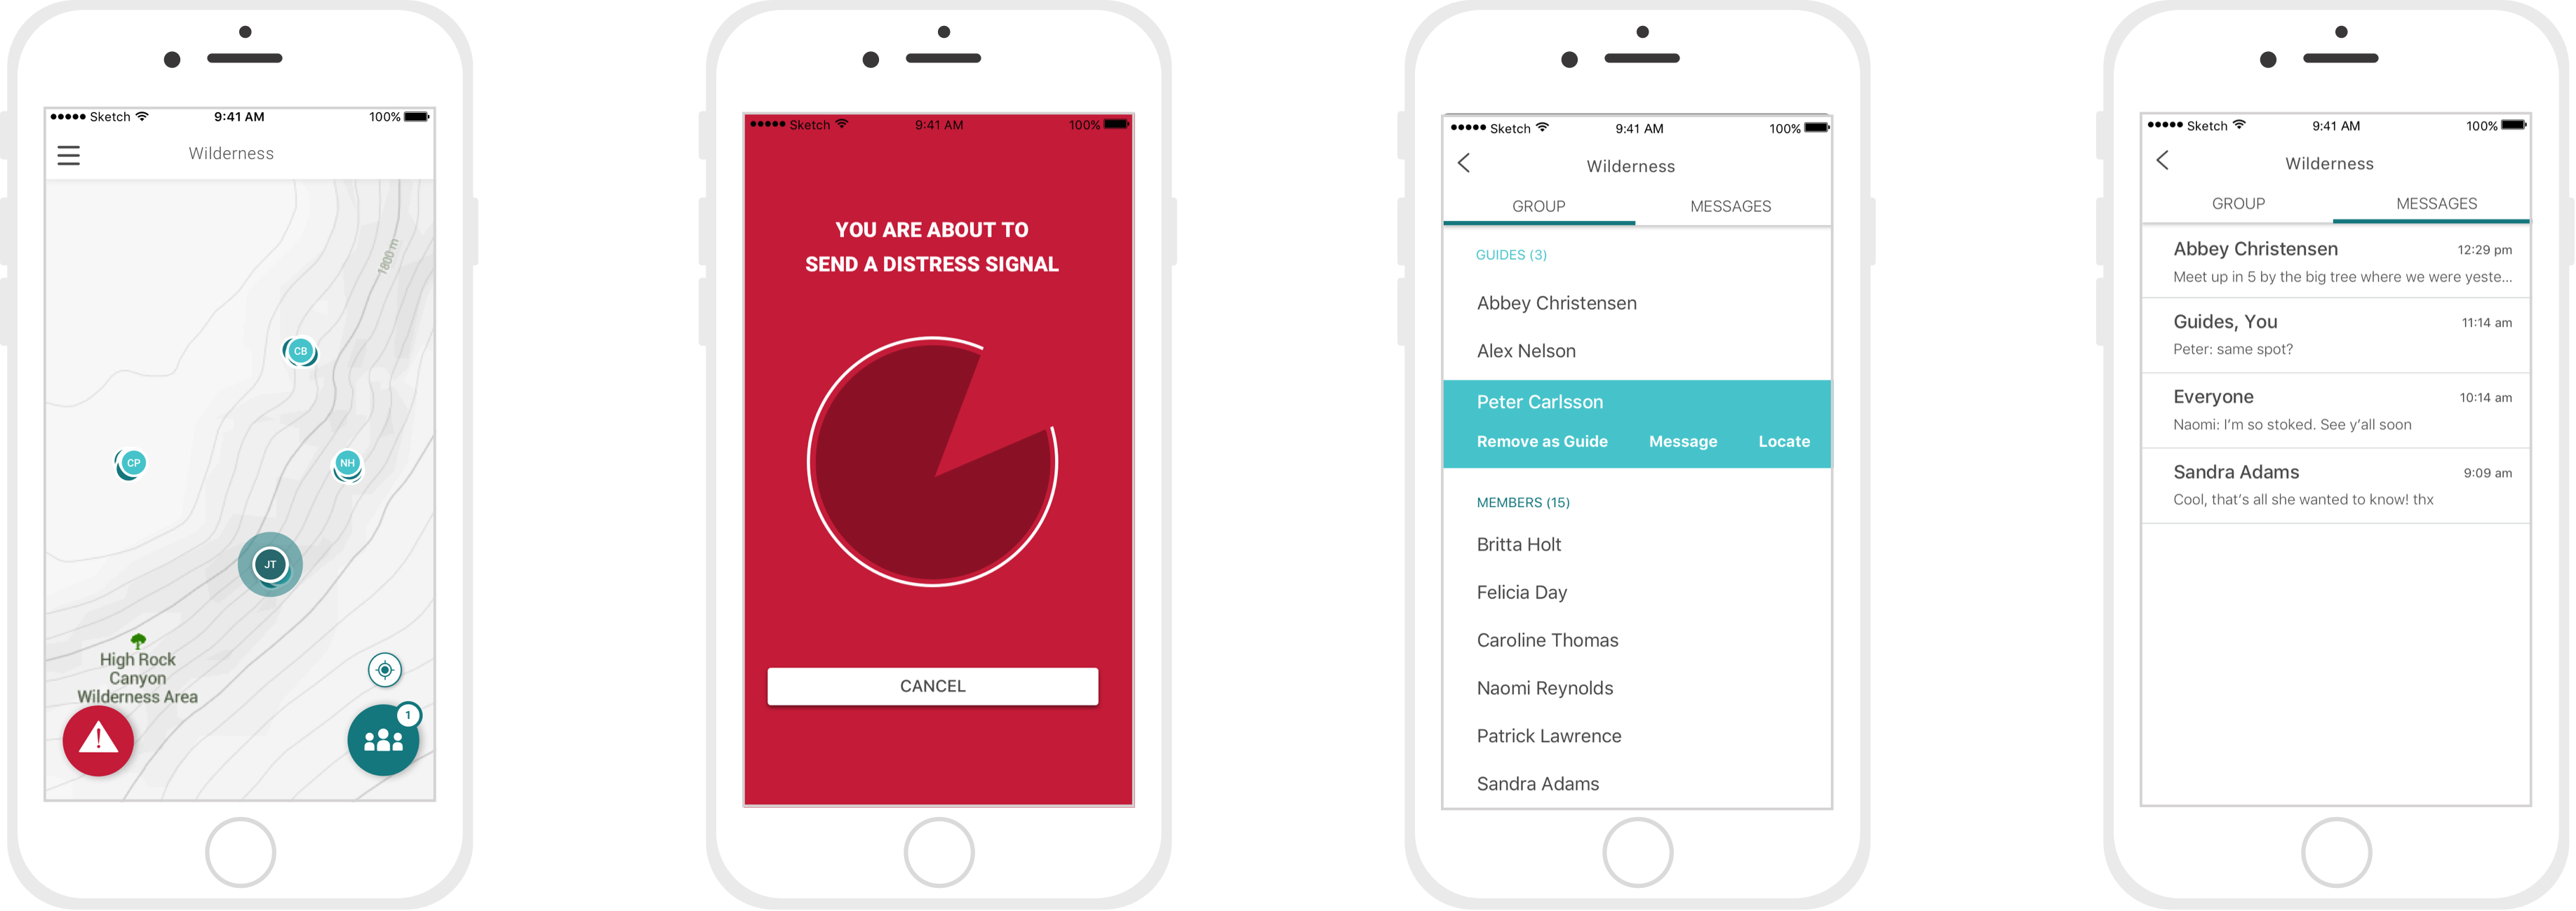 Sketch 9:41 AM 100%
Wilderness
1800 m
CB
CP
NH
JT
High Rock
Canyon
Wilderness Area
1
Sketch 9:41 AM 100%
YOU ARE ABOUT TO
SEND A DISTRESS SIGNAL
CANCEL
Sketch 9:41 AM 100%
Wilderness
GROUP MESSAGES
GUIDES (3)
Abbey Christensen
Alex Nelson
Peter Carlsson
Remove as Guide Message Locate
MEMBERS (15)
Britta Holt
Felicia Day
Caroline Thomas
Naomi Reynolds
Patrick Lawrence
Sandra Adams
Sketch 9:41 AM 100%
Wilderness
GROUP MESSAGES
Abbey Christensen 12:29 pm
Meet up in 5 by the big tree where we were yeste...
Guides, You 11:14 am
Peter: same spot?
Everyone 10:14 am
Naomi: I’m so stoked. See y’all soon
Sandra Adams 9:09 am
Cool, that’s all she wanted to know! thx